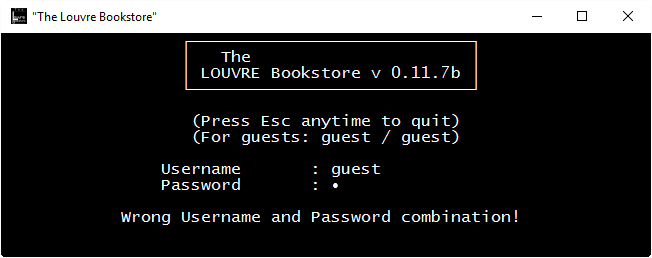 "The Louvre Bookstore"
The
LOUVRE Bookstore v 0.11.7b
(Press Esc anytime to quit)
(For guests: guest / guest)
Username : guest
Password : •
Wrong Username and Password combination!